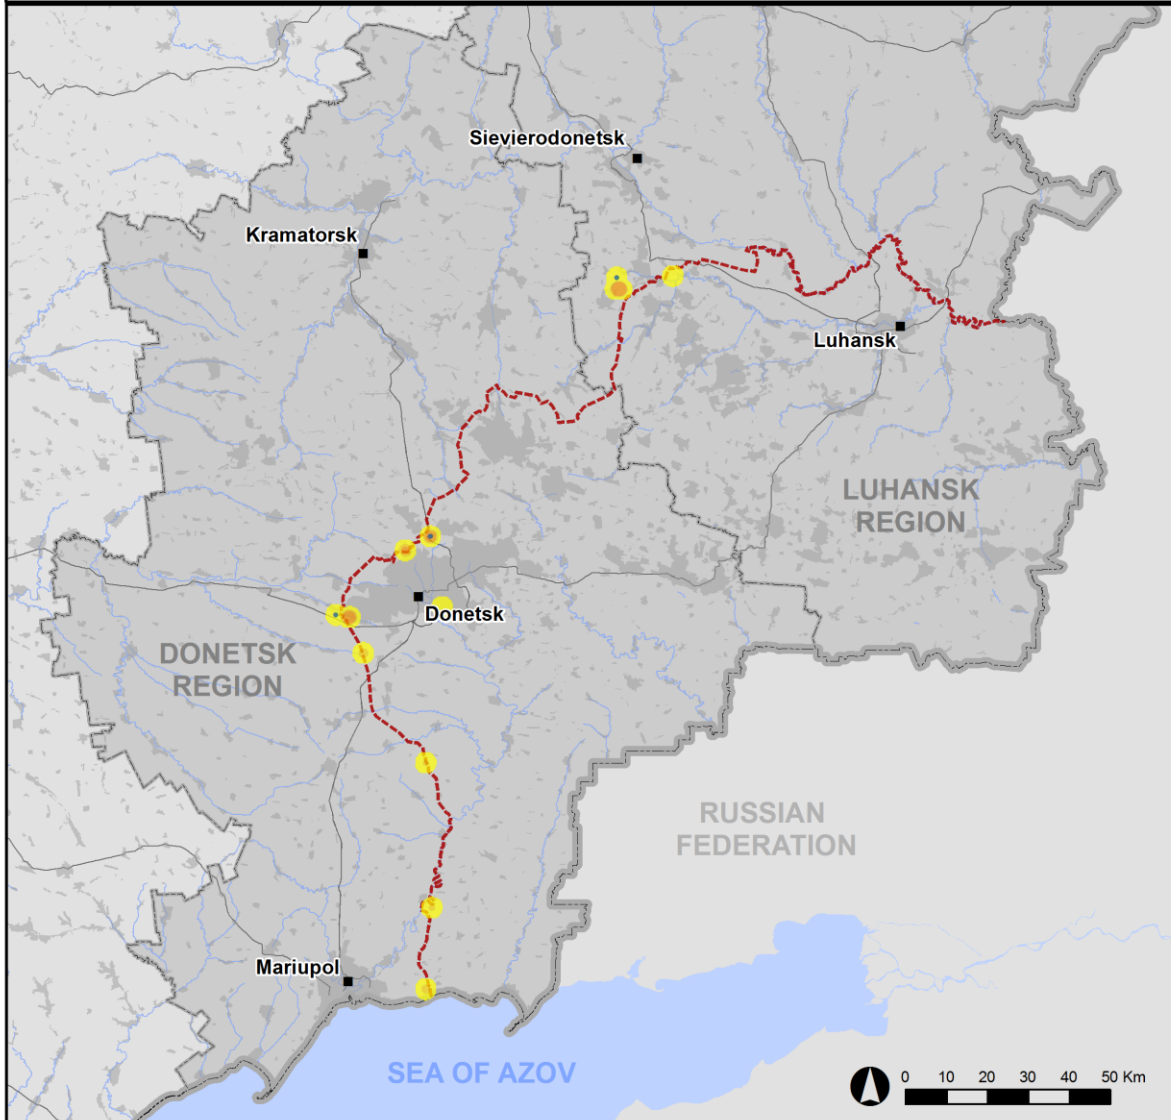 Sievierodonetsk
Kramatorsk
Luhansk
LUHANSK
REGION
Donetsk
DONETSK
REGION
RUSSIAN
FEDERATION
Mariupol
SEA OF AZOV
0 10 20 30 40 50 Km